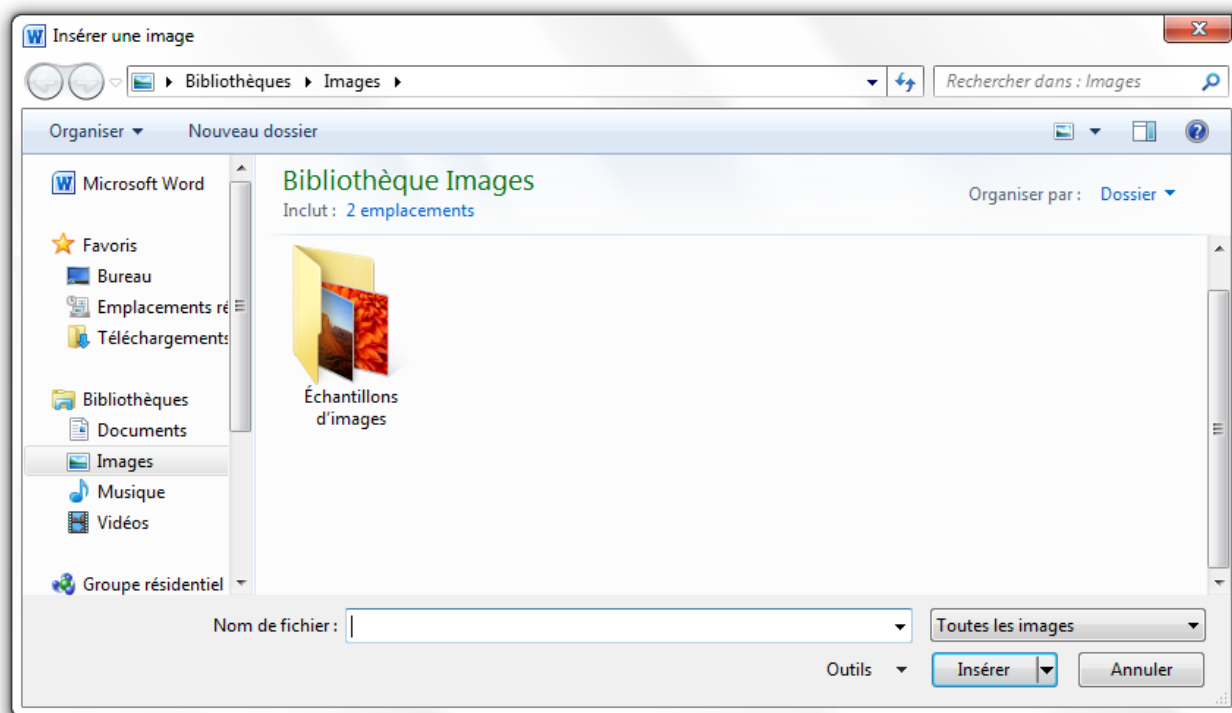 Insérer une image
Bibliothèques Images
Rechercher dans : Images
Organiser Nouveau dossier
Microsoft Word
Favoris
Bureau
Emplacements ré
Téléchargements
Bibliothèques
Documents
Images
Musique
Vidéos
Groupe résidentiel
Bibliothèque Images
Inclut : 2 emplacements
Organiser par : Dossier
Échantillons
d'images
Nom de fichier :
Toutes les images
Outils Insérer Annuler